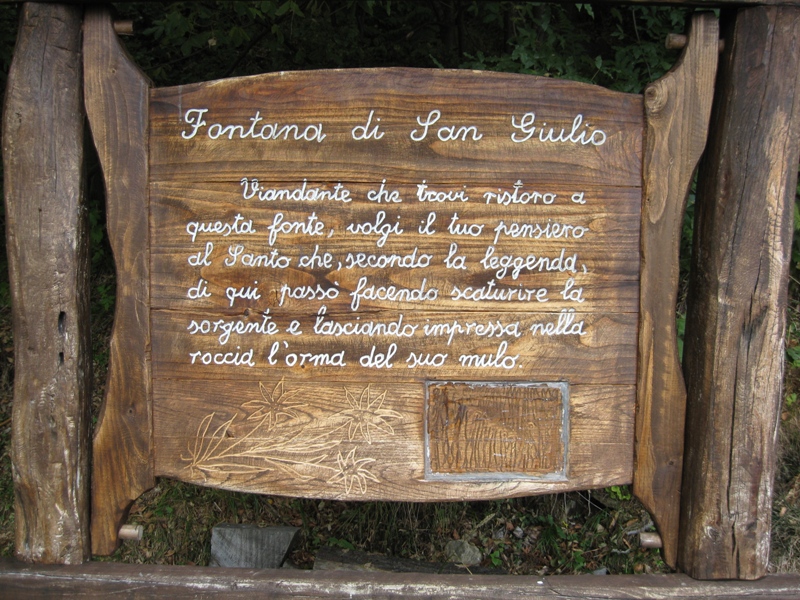 Fontana di San Giulio
Viandante che trovi ristoro a
questa fonte, volgi il tuo pensiero
al Santo che, secondo la leggenda,
di qui passò facendo scaturire la
sorgente e lasciando impressa nella
roccia l'orma del suo mulo.